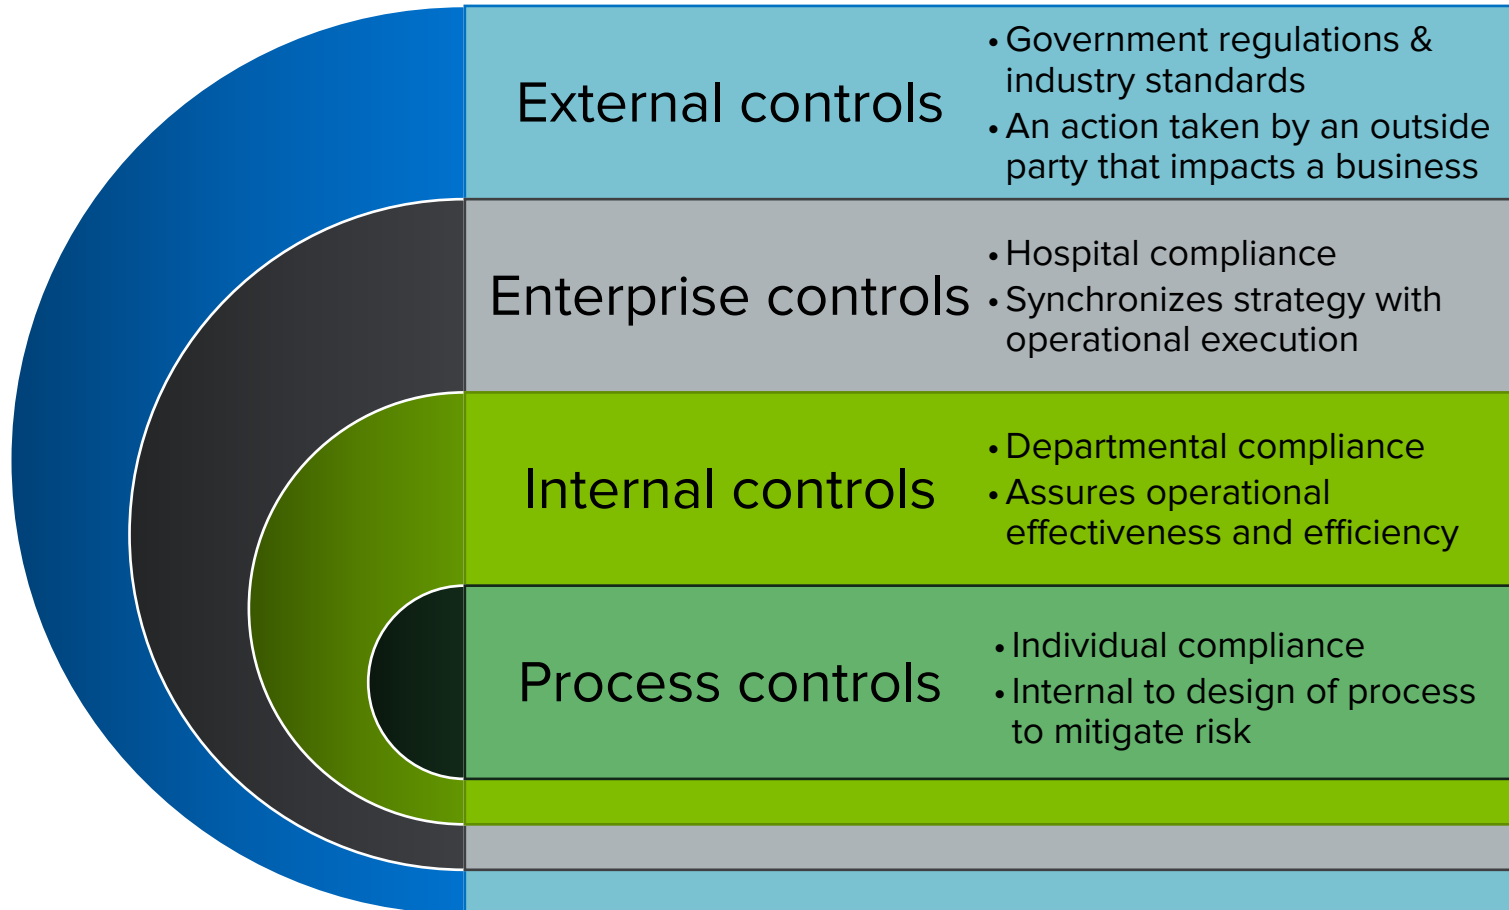 External controls
• Government regulations &
industry standards
• An action taken by an outside
party that impacts a business
Enterprise controls
• Hospital compliance
• Synchronizes strategy with
operational execution
Internal controls
• Departmental compliance
• Assures operational
effectiveness and efficiency
Process controls
• Individual compliance
• Internal to design of process
to mitigate risk